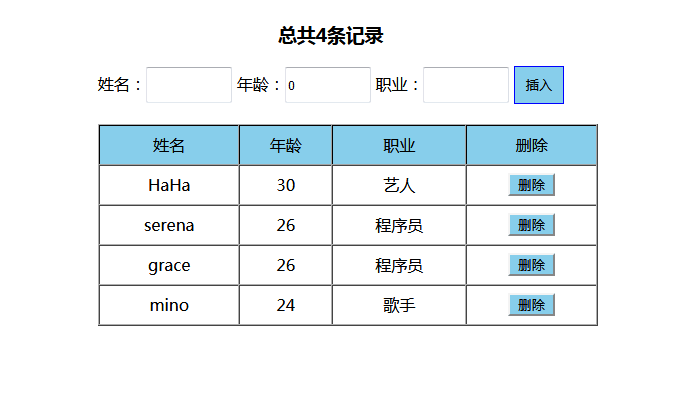 总共4条记录
姓名： 年龄：0 职业： 插入
姓名 年龄 职业 删除
HaHa 30 艺人 删除
serena 26 程序员 删除
grace 26 程序员 删除
mino 24 歌手 删除